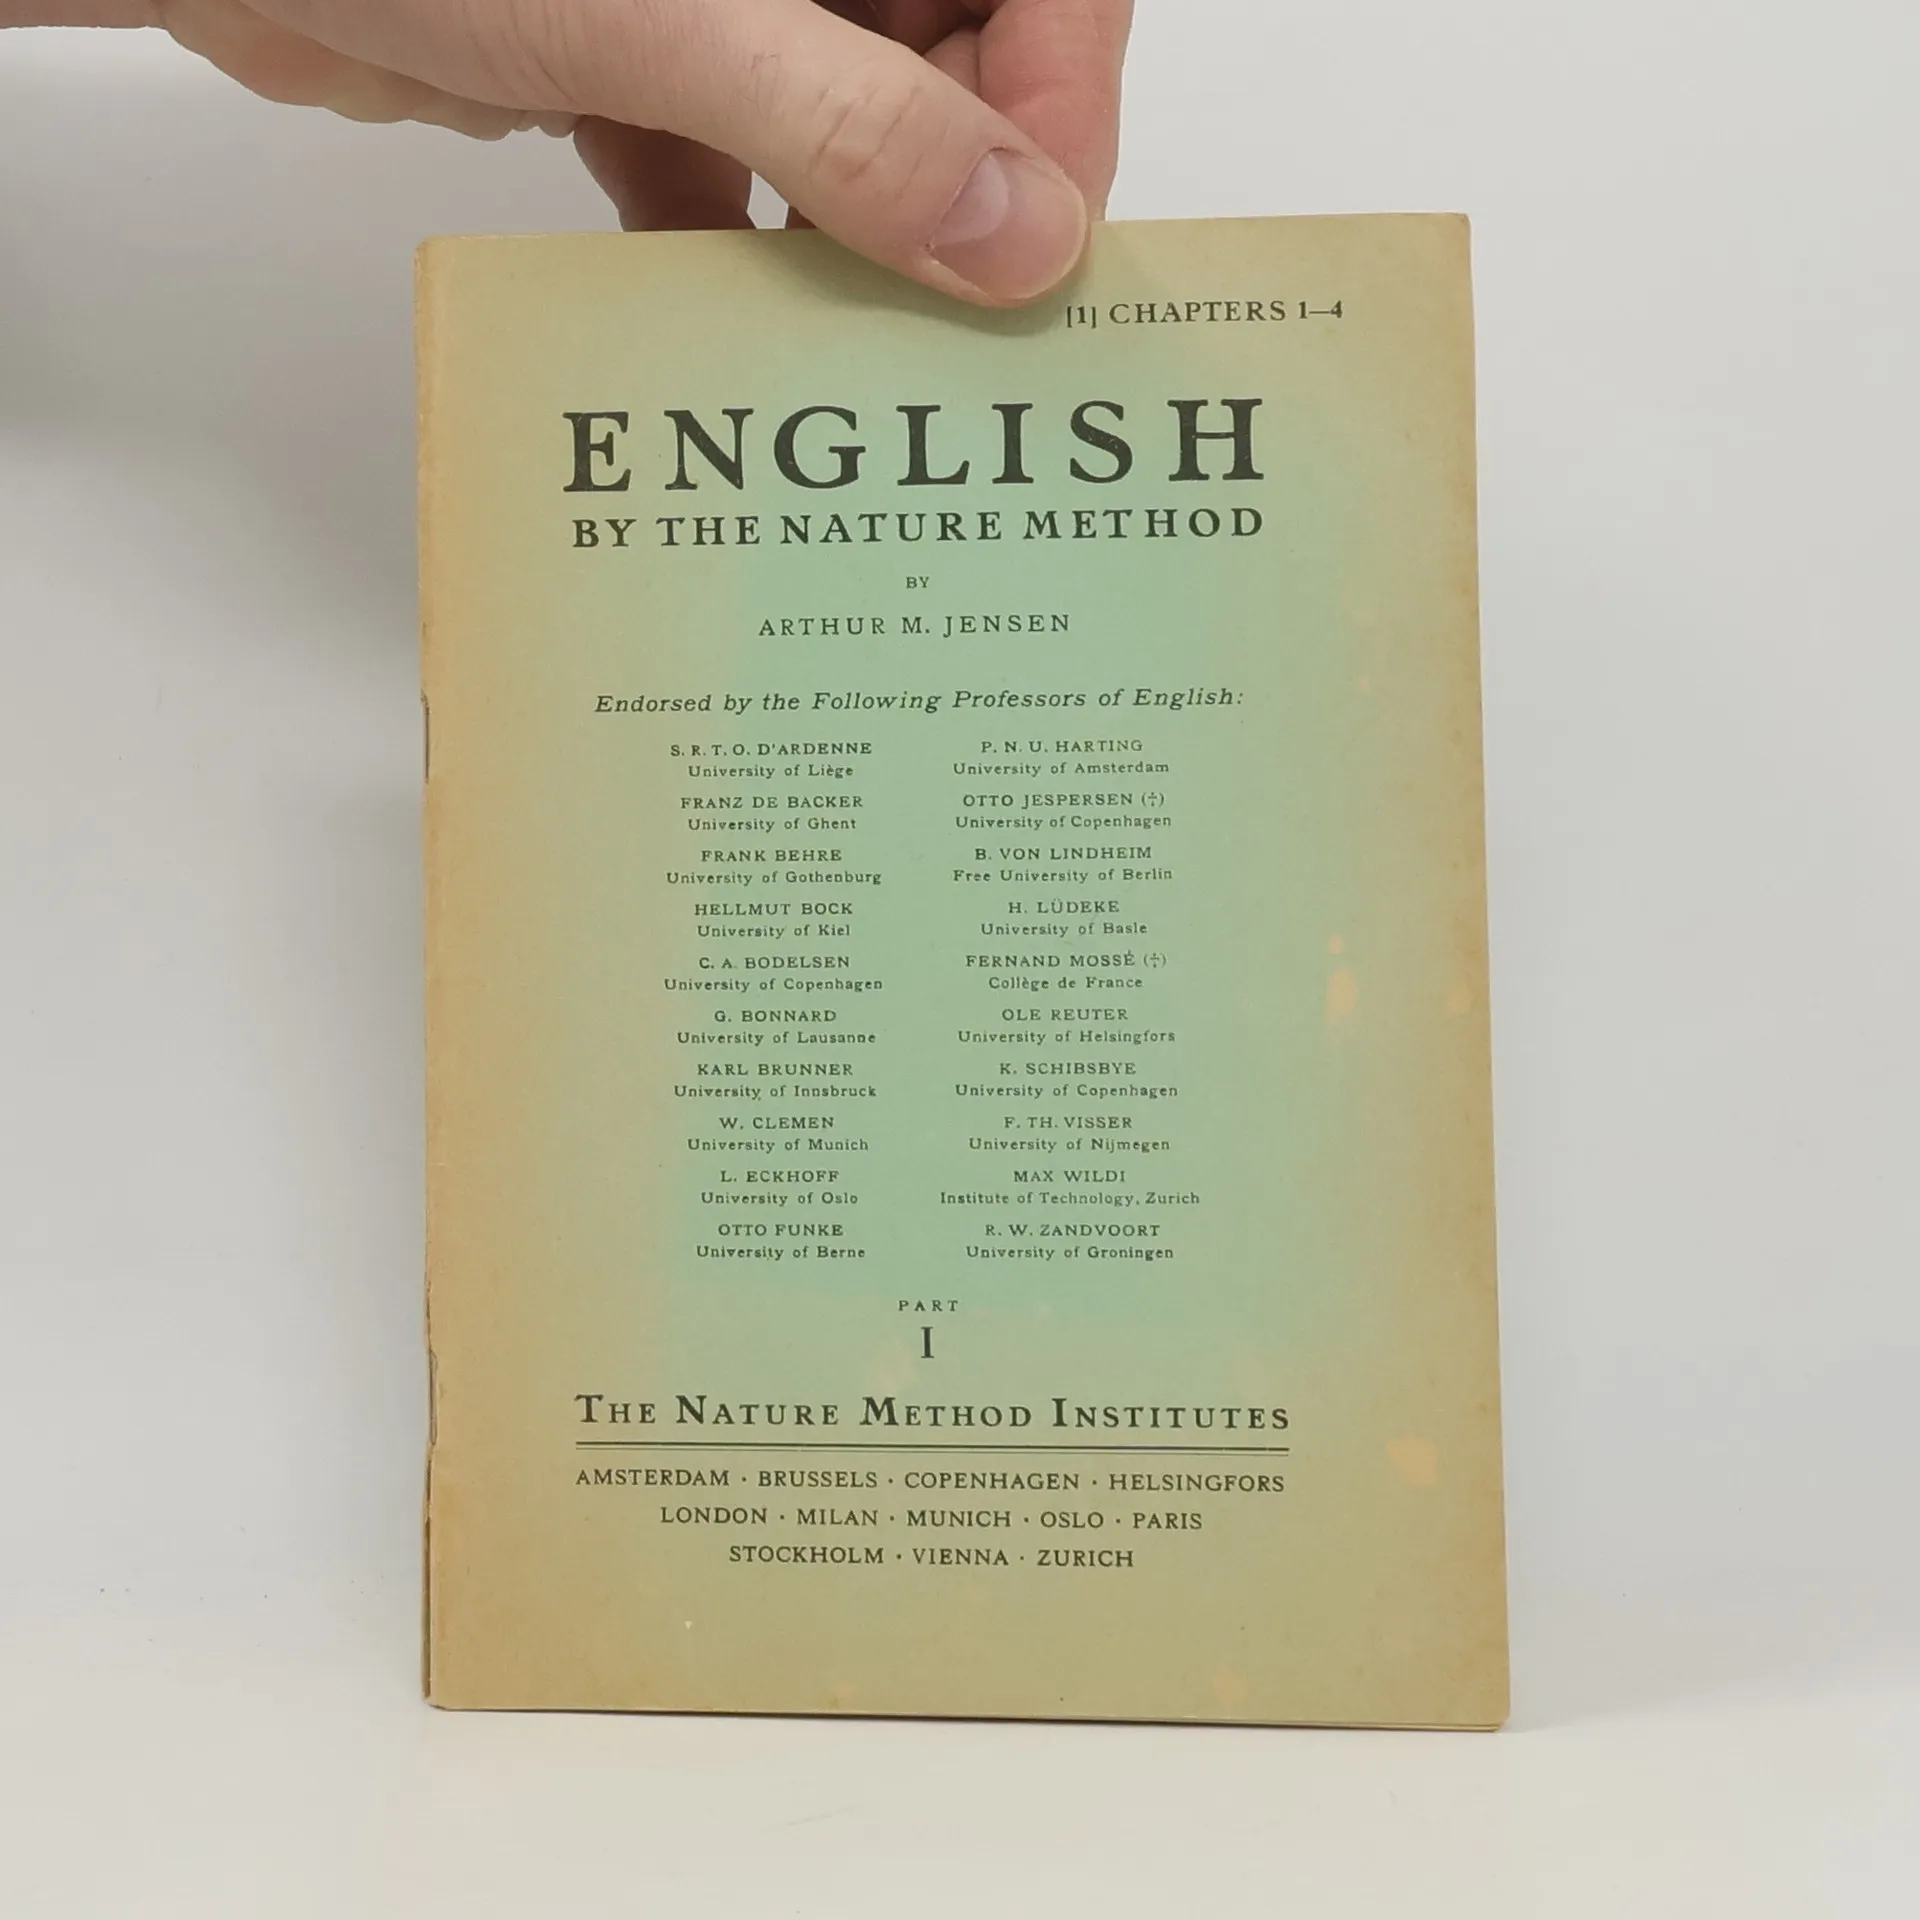 [1] CHAPTERS 1—4
ENGLISH
BY THE NATURE METHOD
BY
ARTHUR M. JENSEN
Endorsed by the Following Professors of English:
S. R. T. O. D'ARDENNE
University of Liège
FRANZ DE BACKER
University of Ghent
FRANK BEHRE
University of Gothenburg
HELLMUT BOCK
University of Kiel
C. A. BODELSEN
University of Copenhagen
G. BONNARD
University of Lausanne
KARL BRUNNER
University of Innsbruck
W. CLEMEN
University of Munich
L. ECKHOFF
University of Oslo
OTTO FUNKE
University of Berne
P. N. U. HARTING
University of Amsterdam
OTTO JESPERSEN (†)
University of Copenhagen
B. VON LINDHEIM
Free University of Berlin
H. LÜDEKE
University of Basle
FERNAND MOSSÉ (†)
Collège de France
OLE REUTER
University of Helsingfors
K. SCHIBSBYE
University of Copenhagen
F. TH. VISSER
University of Nijmegen
MAX WILDI
Institute of Technology, Zurich
R. W. ZANDVOORT
University of Groningen
PART
I
THE NATURE METHOD INSTITUTES
AMSTERDAM · BRUSSELS · COPENHAGEN · HELSINGFORS
LONDON · MILAN · MUNICH · OSLO · PARIS
STOCKHOLM · VIENNA · ZURICH